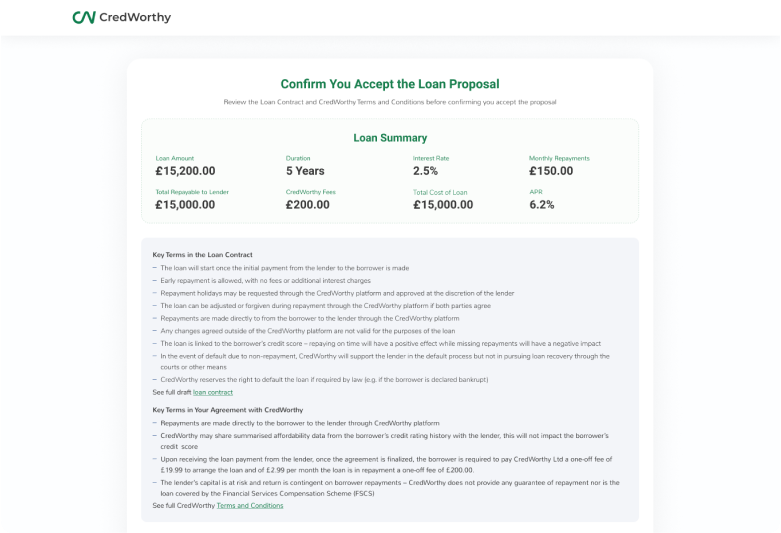 CredWorthy
Confirm You Accept the Loan Proposal
Review the Loan Contract and CredWorthy Terms and Conditions before confirming you accept the proposal
Loan Summary
Loan Amount Duration Interest Rate Monthly Repayments
£15,200.00 5 Years 2.5% £150.00
Total Repayable to Lender CredWorthy Fees Total Cost of Loan APR
£15,000.00 £200.00 £15,000.00 6.2%
Key Terms in the Loan Contract
– The loan will start once the initial payment from the lender to the borrower is made
– Early repayment is allowed, with no fees or additional interest charges
– Repayment holidays may be requested through the CredWorthy platform and approved at the discretion of the lender
– The loan can be adjusted or forgiven during repayment through the CredWorthy platform if both parties agree
– Repayments are made directly to from the borrower to the lender through the CredWorthy platform
– Any changes agreed outside of the CredWorthy platform are not valid for the purposes of the loan
– The loan is linked to the borrower's credit score – repaying on time will have a positive effect while missing repayments will have a negative impact
– In the event of default due to non-repayment, CredWorthy will support the lender in the default process but not in pursuing loan recovery through the
courts or other means
– CredWorthy reserves the right to default the loan if required by law (e.g. if the borrower is declared bankrupt)
See full draft loan contract
Key Terms in Your Agreement with CredWorthy
– Repayments are made directly to the borrower to the lender through CredWorthy platform
– CredWorthy may share summarised affordability data from the borrower's credit rating history with the lender, this will not impact the borrower's
credit score
– Upon receiving the loan payment from the lender, once the agreement is finalized, the borrower is required to pay CredWorthy Ltd a one-off fee of
£19.99 to arrange the loan and of £2.99 per month the loan is in repayment a one-off fee of £200.00.
– The lender's capital is at risk and return is contingent on borrower repayments – CredWorthy does not provide any guarantee of repayment nor is the
loan covered by the Financial Services Compensation Scheme (FSCS)
See full CredWorthy Terms and Conditions